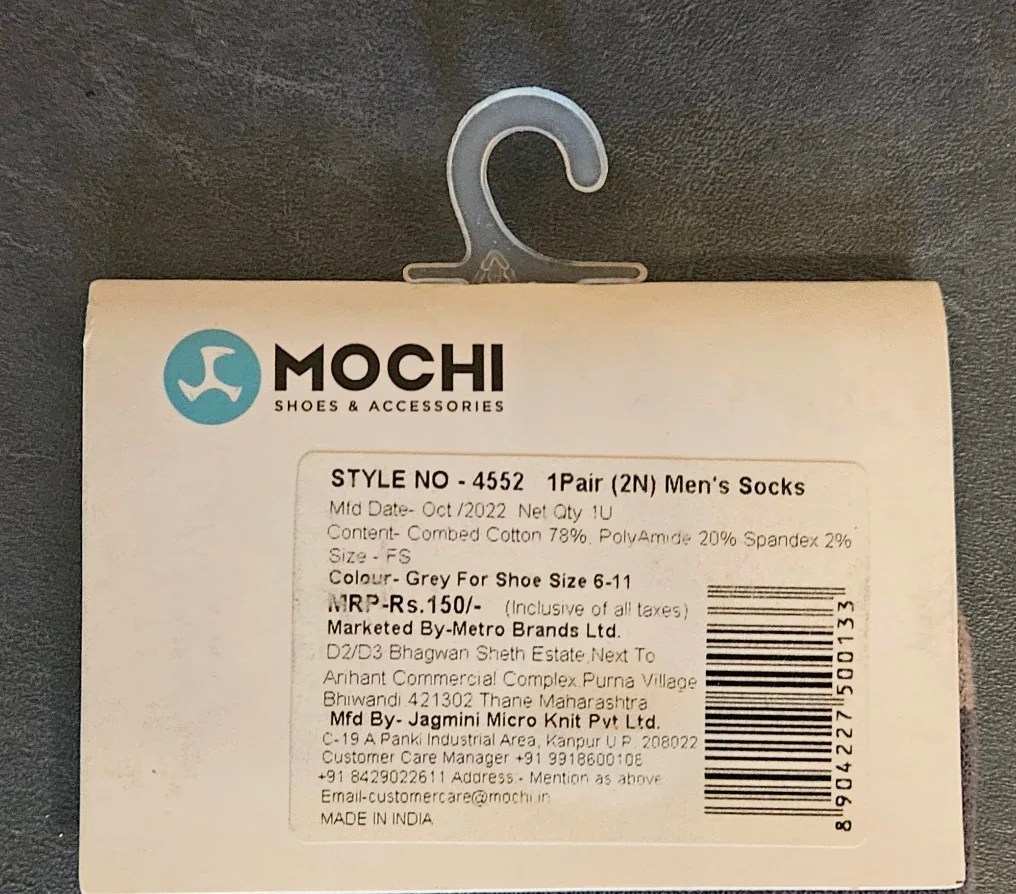 MOCHI
SHOES & ACCESSORIES
STYLE NO - 4552 1Pair (2N) Men's Socks
Mfd Date- Oct /2022 Net Qty 1U
Content- Combed Cotton 78%, PolyAmide 20% Spandex 2%
Size - FS
Colour- Grey For Shoe Size 6-11
MRP-Rs.150/- (Inclusive of all taxes)
Marketed By-Metro Brands Ltd.
D2/D3 Bhagwan Sheth Estate,Next To
Arihant Commercial Complex,Purna Village
Bhiwandi 421302 Thane Maharashtra
Mfd By- Jagmini Micro Knit Pvt Ltd.
C-19 A Panki Industrial Area, Kanpur U.P. 208022
Customer Care Manager +91 9918600108
+91 8429022611 Address:- Mention as above
Email-customercare@mochi.in
MADE IN INDIA
8904227500133